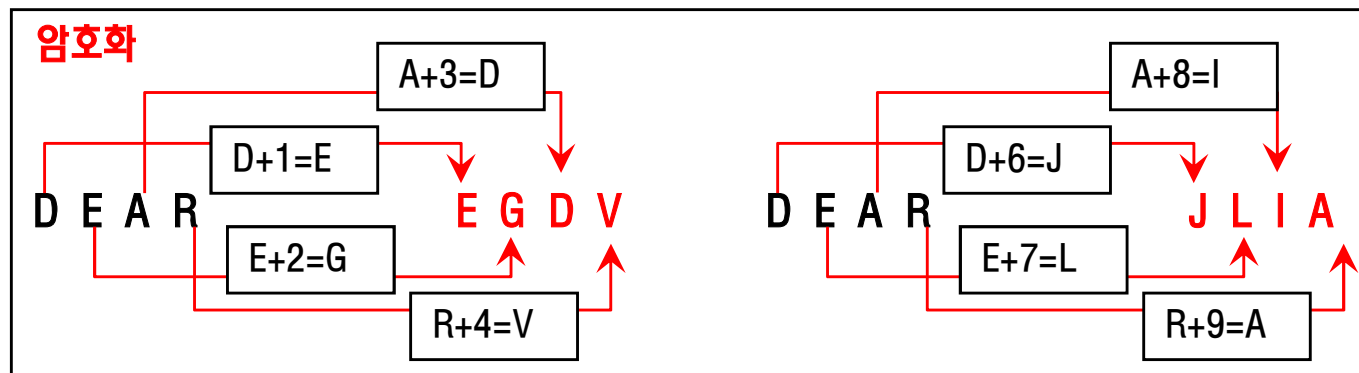 암호화
A+3=D
A+8=I
D+1=E
D+6=J
D E A R E G D V
D E A R J L I A
E+2=G
E+7=L
R+4=V
R+9=A